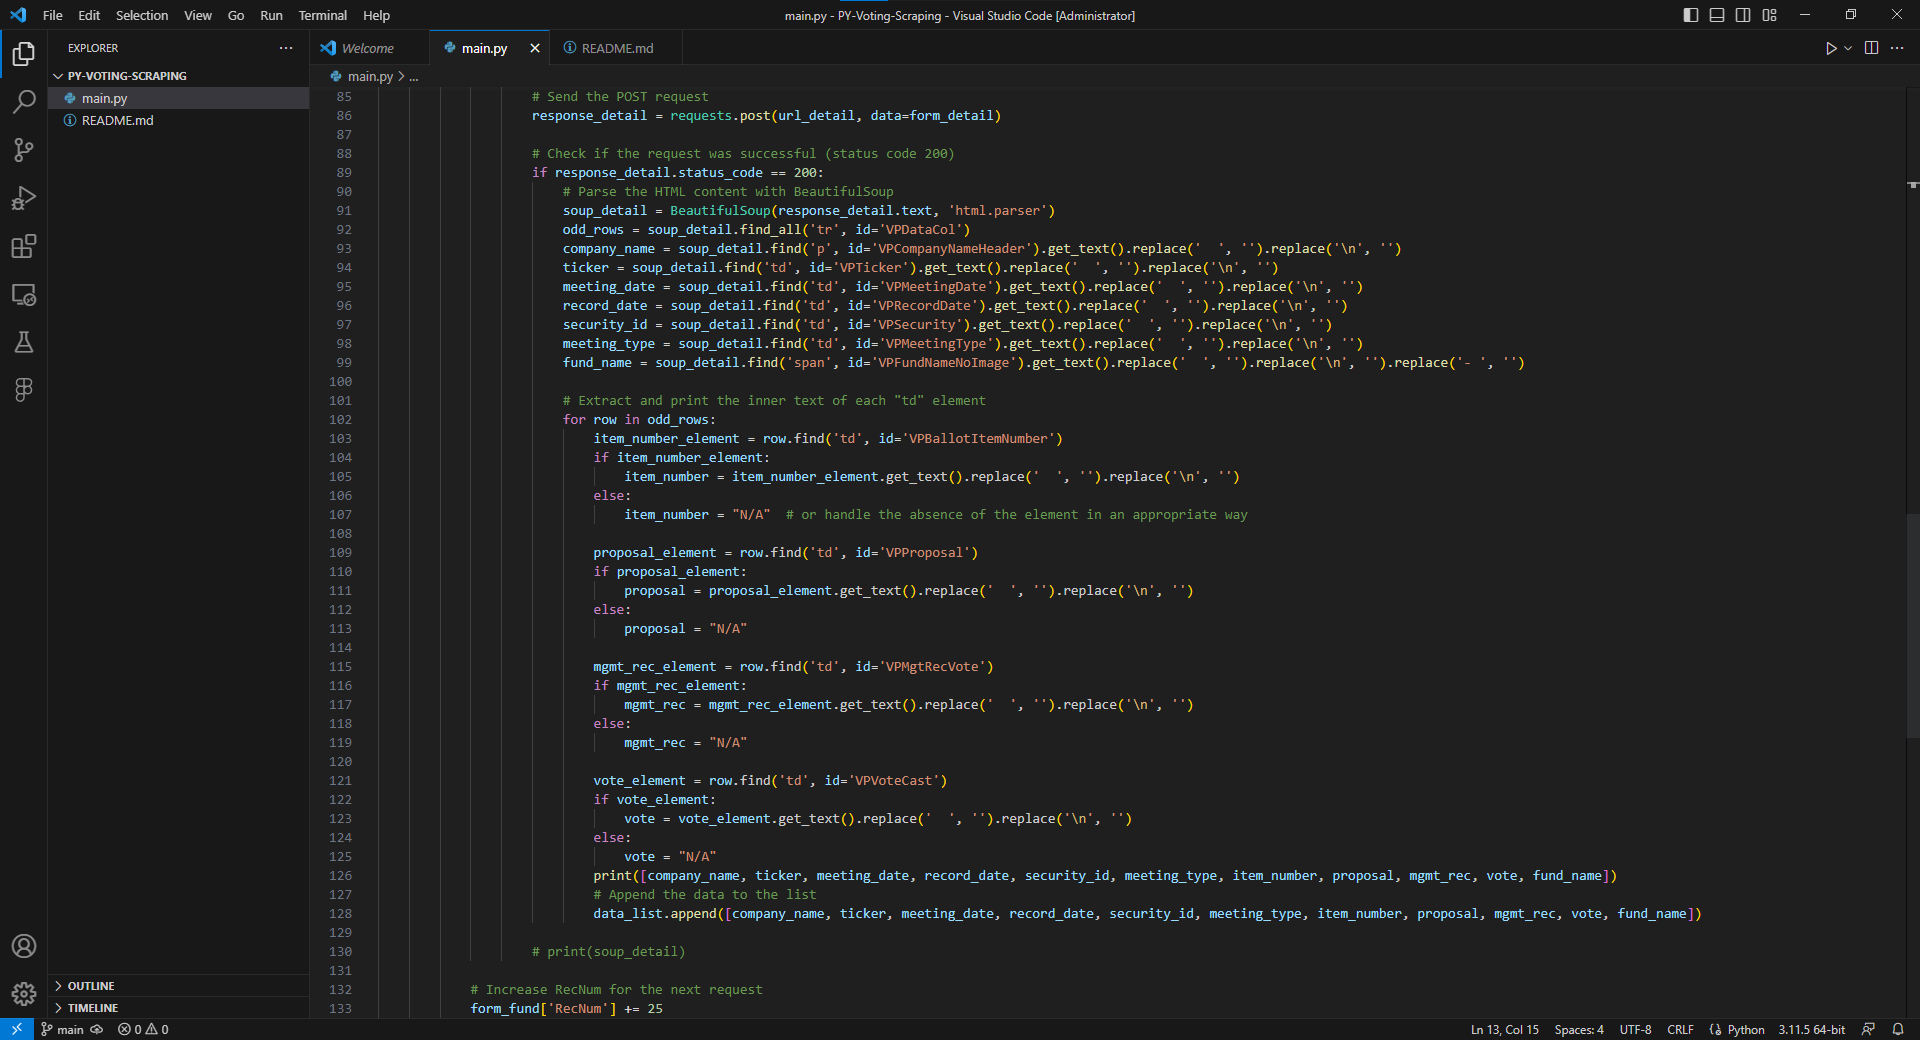 File Edit Selection View Go Run Terminal Help
main.py - PY-Voting-Scraping - Visual Studio Code [Administrator]
EXPLORER
PY-VOTING-SCRAPING
main.py
README.md
OUTLINE
TIMELINE
Welcome
main.py
README.md
main.py > ...
85 # Send the POST request
86 response_detail = requests.post(url_detail, data=form_detail)
87
88 # Check if the request was successful (status code 200)
89 if response_detail.status_code == 200:
90 # Parse the HTML content with BeautifulSoup
91 soup_detail = BeautifulSoup(response_detail.text, 'html.parser')
92 odd_rows = soup_detail.find_all('tr', id='VPDataCol')
93 company_name = soup_detail.find('p', id='VPCompanyNameHeader').get_text().replace('  ', '').replace('\n', '')
94 ticker = soup_detail.find('td', id='VPTicker').get_text().replace('  ', '').replace('\n', '')
95 meeting_date = soup_detail.find('td', id='VPMeetingDate').get_text().replace('  ', '').replace('\n', '')
96 record_date = soup_detail.find('td', id='VPRecordDate').get_text().replace('  ', '').replace('\n', '')
97 security_id = soup_detail.find('td', id='VPSecurity').get_text().replace('  ', '').replace('\n', '')
98 meeting_type = soup_detail.find('td', id='VPMeetingType').get_text().replace('  ', '').replace('\n', '')
99 fund_name = soup_detail.find('span', id='VPFundNameNoImage').get_text().replace('  ', '').replace('\n', '').replace('- ', '')
100
101 # Extract and print the inner text of each "td" element
102 for row in odd_rows:
103 item_number_element = row.find('td', id='VPBallotItemNumber')
104 if item_number_element:
105 item_number = item_number_element.get_text().replace('  ', '').replace('\n', '')
106 else:
107 item_number = "N/A"  # or handle the absence of the element in an appropriate way
108
109 proposal_element = row.find('td', id='VPProposal')
110 if proposal_element:
111 proposal = proposal_element.get_text().replace('  ', '').replace('\n', '')
112 else:
113 proposal = "N/A"
114
115 mgmt_rec_element = row.find('td', id='VPMgtRecVote')
116 if mgmt_rec_element:
117 mgmt_rec = mgmt_rec_element.get_text().replace('  ', '').replace('\n', '')
118 else:
119 mgmt_rec = "N/A"
120
121 vote_element = row.find('td', id='VPVoteCast')
122 if vote_element:
123 vote = vote_element.get_text().replace('  ', '').replace('\n', '')
124 else:
125 vote = "N/A"
126 print([company_name, ticker, meeting_date, record_date, security_id, meeting_type, item_number, proposal, mgmt_rec, vote, fund_name])
127 # Append the data to the list
128 data_list.append([company_name, ticker, meeting_date, record_date, security_id, meeting_type, item_number, proposal, mgmt_rec, vote, fund_name])
129
130 # print(soup_detail)
131
132 # Increase RecNum for the next request
133 form_fund['RecNum'] += 25
main 0 0 Ln 13, Col 15 Spaces: 4 UTF-8 CRLF Python 3.11.5 64-bit